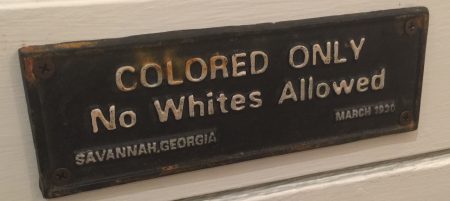 COLORED ONLY
No Whites Allowed
SAVANNAH, GEORGIA
MARCH